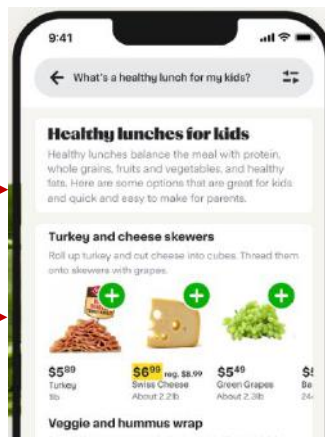 9:41
What's a healthy lunch for my kids?
Healthy lunches for kids
Healthy lunches balance the meal with protein,
whole grains, fruits and vegetables, and healthy
fats. Here are some options that are great for kids
and quick and easy to make for parents.
Turkey and cheese skewers
Roll up turkey and cut cheese into cubes. Thread them
onto skewers with grapes.
$5⁸⁹ $6⁹⁹ reg. $8.99 $5⁴⁹
Turkey Swiss Cheese Green Grapes
About 2.2lb About 2.3lb
Veggie and hummus wrap